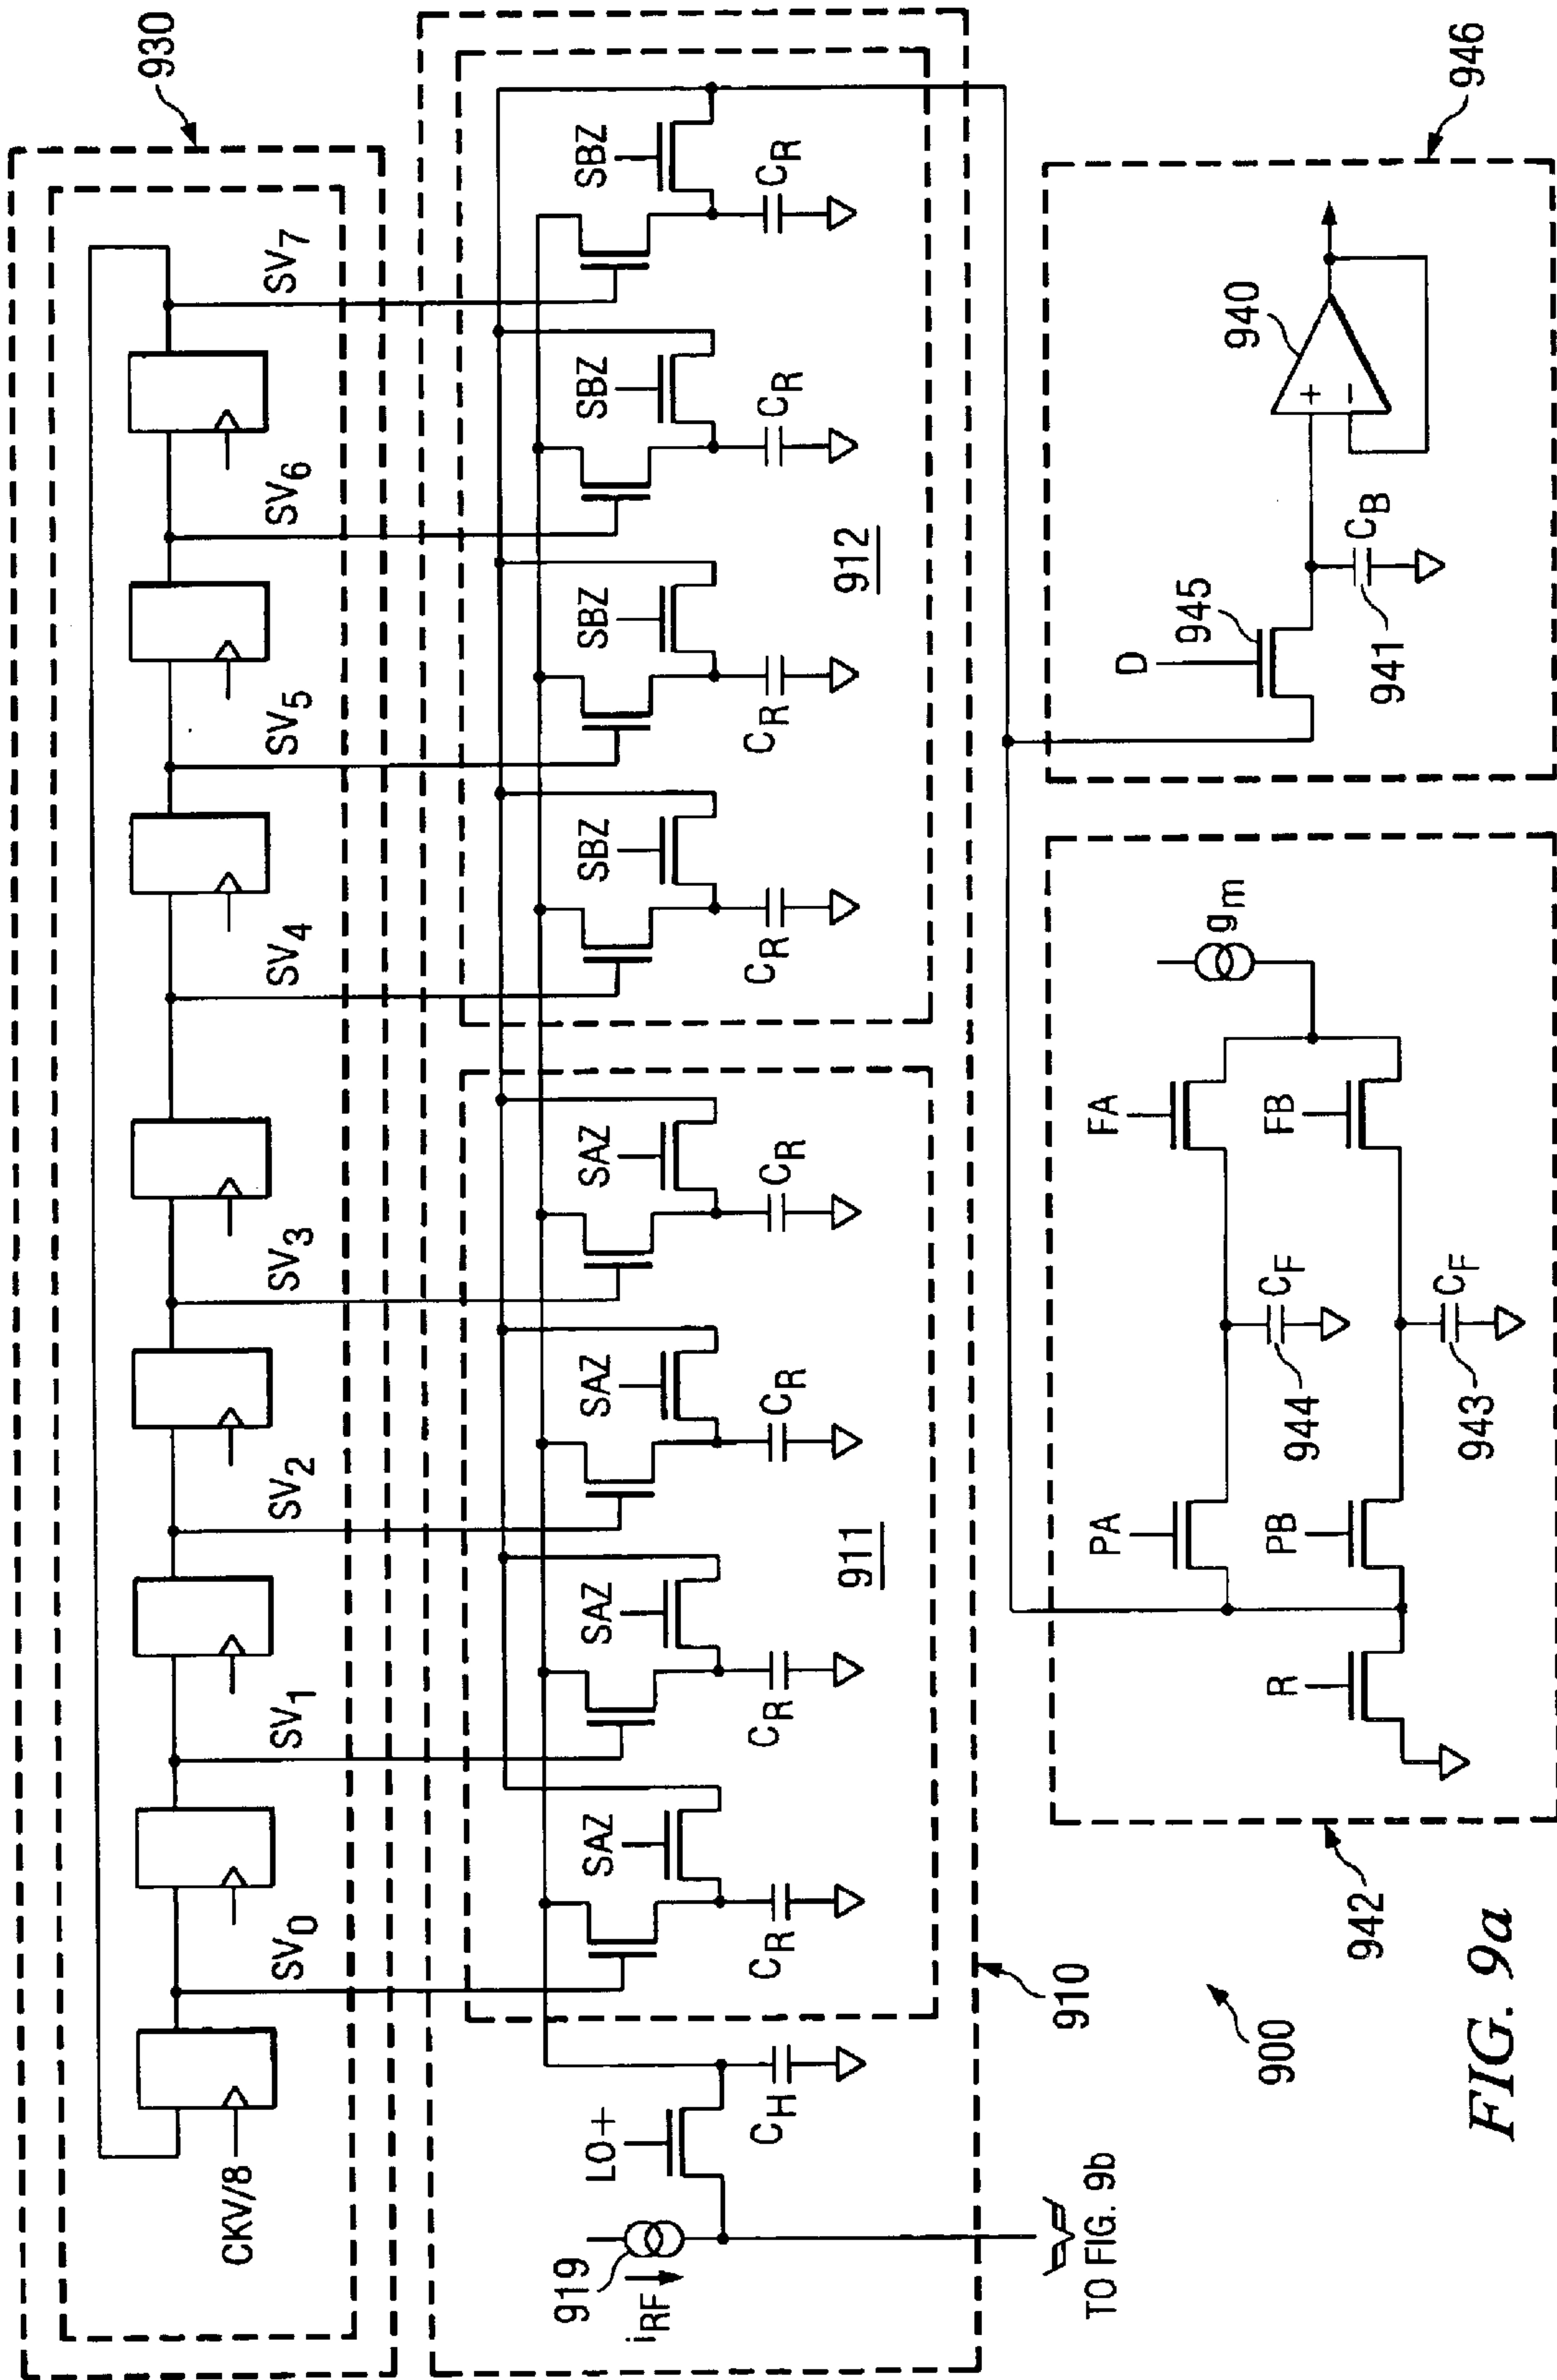 930
CKV/8
SV0
SV1
SV2
SV3
SV4
SV5
SV6
SV7
919
iRF
LO+
CH
TO FIG. 9b
910
SAZ
CR
SAZ
CR
SAZ
CR
SAZ
CR
911
SBZ
CR
SBZ
CR
SBZ
CR
SBZ
CR
912
942
R
PA
PB
944
CF
943
CF
FA
FB
gm
D
945
941
CB
940
+
−
946
900
FIG. 9a